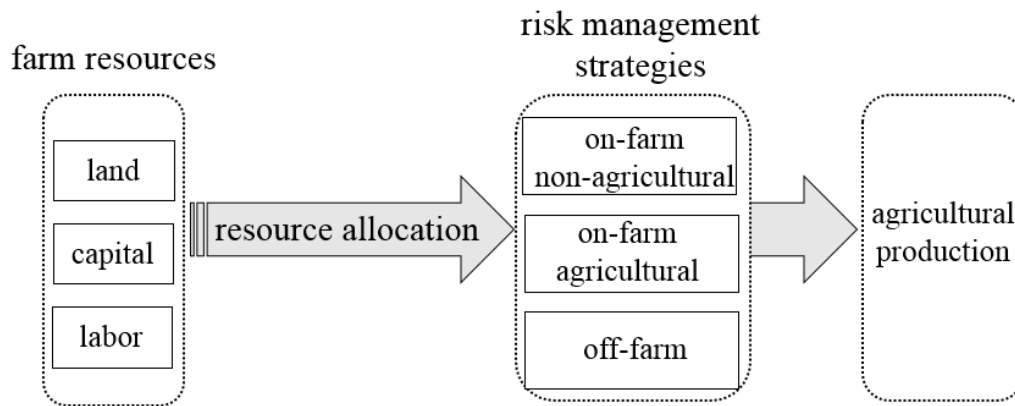 farm resources
land
capital
labor
resource allocation
risk management
strategies
on-farm
non-agricultural
on-farm
agricultural
off-farm
agricultural
production